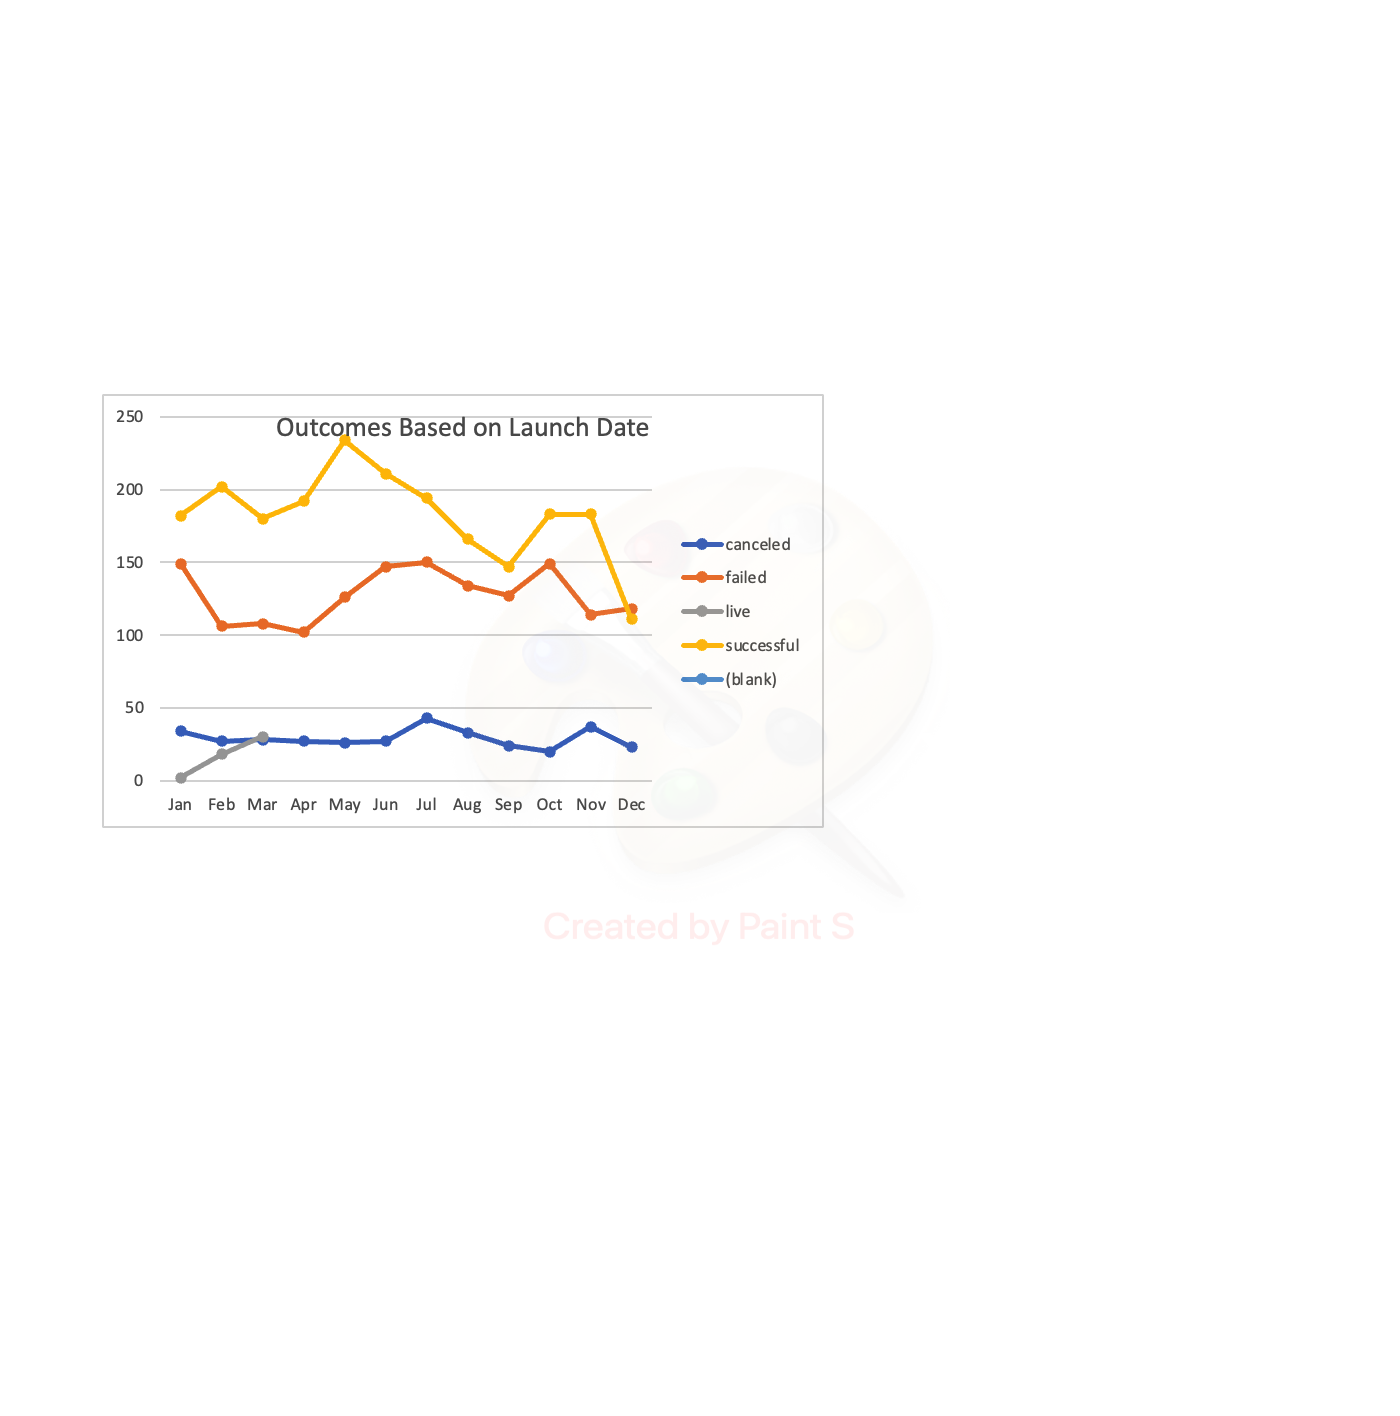 Outcomes Based on Launch Date
250
200
150
100
50
0
Jan Feb Mar Apr May Jun Jul Aug Sep Oct Nov Dec
canceled
failed
live
successful
(blank)
Created by Paint S